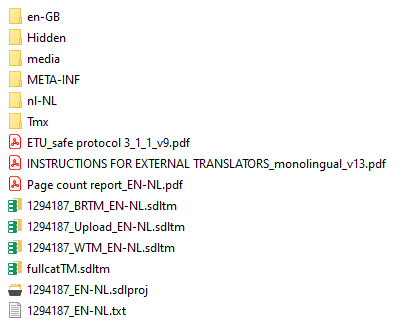 en-GB
Hidden
media
META-INF
nl-NL
Tmx
ETU_safe protocol 3_1_1_v9.pdf
INSTRUCTIONS FOR EXTERNAL TRANSLATORS_monolingual_v13.pdf
Page count report_EN-NL.pdf
1294187_BRTM_EN-NL.sdltm
1294187_Upload_EN-NL.sdltm
1294187_WTM_EN-NL.sdltm
fullcatTM.sdltm
1294187_EN-NL.sdlproj
1294187_EN-NL.txt